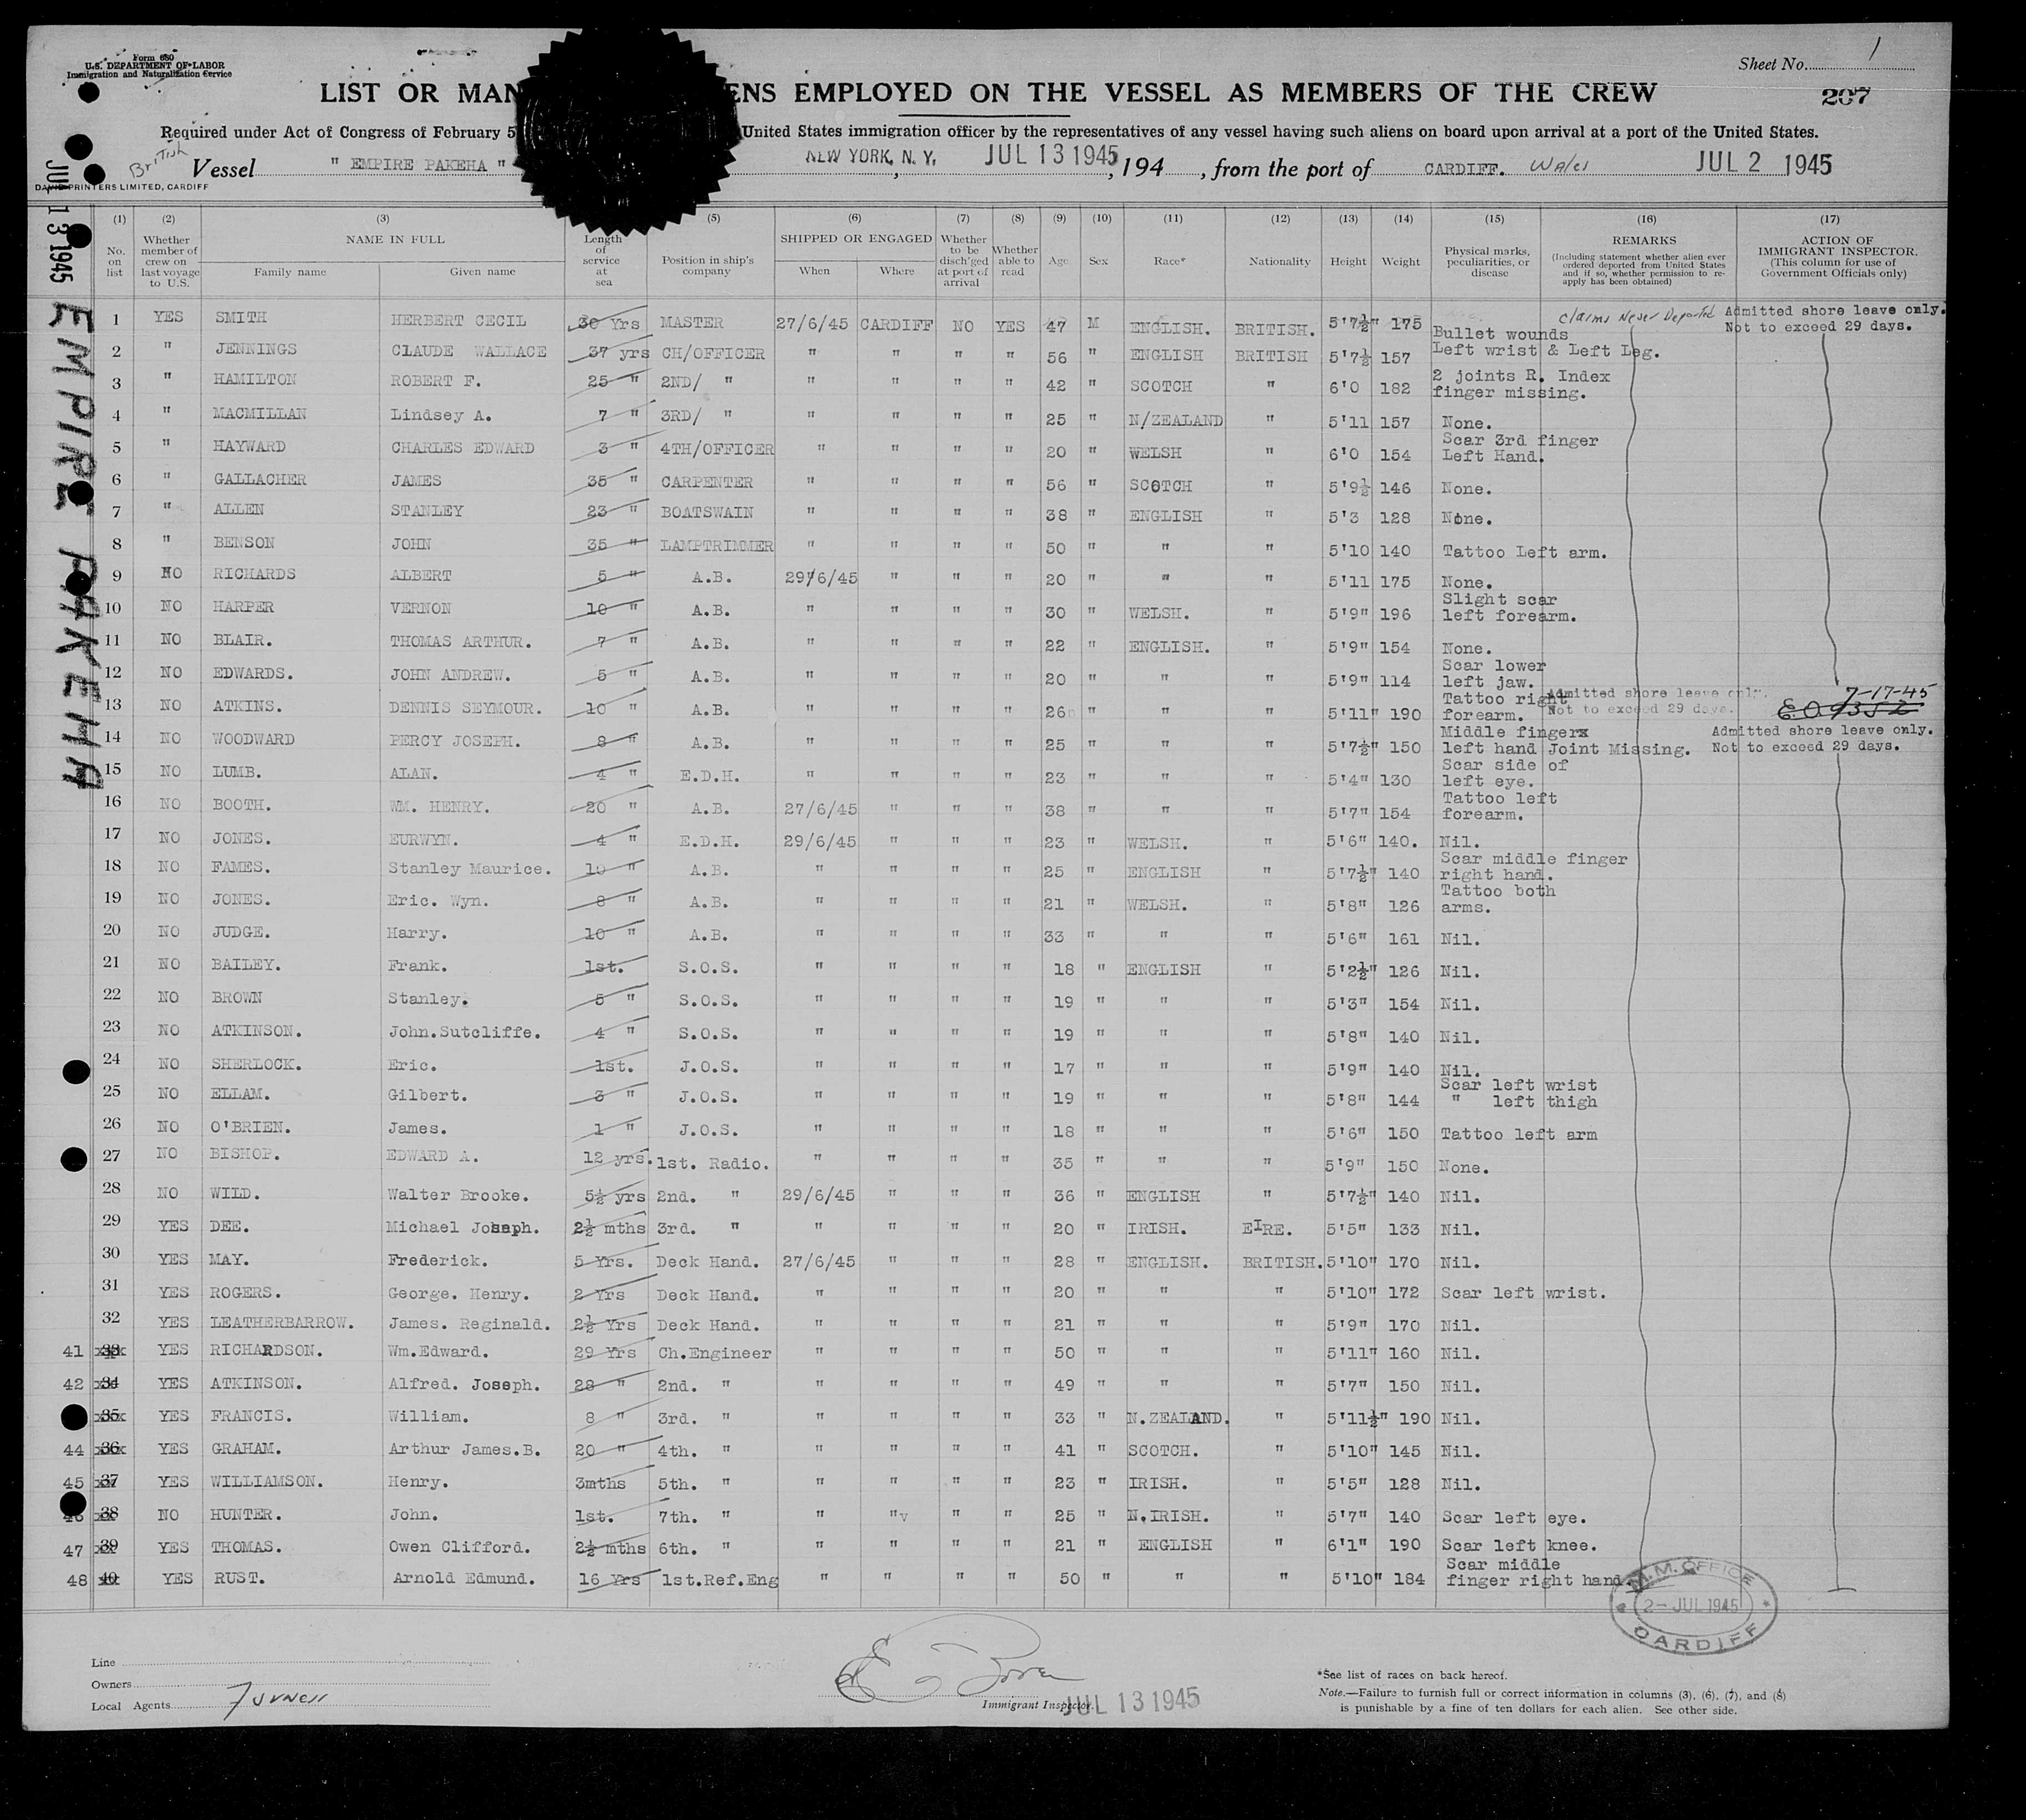 Form 680
U.S. DEPARTMENT OF LABOR
Immigration and Naturalization Service
Sheet No. 1
LIST OR MAN ENS EMPLOYED ON THE VESSEL AS MEMBERS OF THE CREW 207
Required under Act of Congress of February 5 United States immigration officer by the representatives of any vessel having such aliens on board upon arrival at a port of the United States.
British Vessel " EMPIRE PAKEHA " NEW YORK, N. Y. JUL 13 1945, 194 , from the port of CARDIFF. Wales JUL 2 1945
PRINTERS LIMITED, CARDIFF
JUL 13 1945 EMPIRE PAKEHA
(1) (2) (3) (5) (6) (7) (8) (9) (10) (11) (12) (13) (14) (15) (16) (17)
No. on list
Whether member of crew on last voyage to U.S.
NAME IN FULL
Family name Given name
Length of service at sea
Position in ship's company
SHIPPED OR ENGAGED
When Where
Whether to be disch'ged at port of arrival
Whether able to read
Age Sex Race* Nationality Height Weight
Physical marks, peculiarities, or disease
REMARKS
(Including statement whether alien ever ordered deported from United States and if so, whether permission to re-apply has been obtained)
ACTION OF IMMIGRANT INSPECTOR.
(This column for use of Government Officials only)
1 YES SMITH HERBERT CECIL 30 Yrs MASTER 27/6/45 CARDIFF NO YES 47 M ENGLISH. BRITISH. 5'7½" 175 Claims Never Deported Admitted shore leave only. Not to exceed 29 days.
2 " JENNINGS CLAUDE WALLACE 37 yrs CH/OFFICER " " " " 56 " ENGLISH BRITISH 5'7½ 157 Bullet wounds Left wrist & Left Leg.
3 " HAMILTON ROBERT F. 25 " 2ND/ " " " " " 42 " SCOTCH " 6'0 182 2 joints R. Index finger missing.
4 " MACMILLAN Lindsey A. 7 " 3RD/ " " " " " 25 " N/ZEALAND " 5'11 157 None.
5 " HAYWARD CHARLES EDWARD 3 " 4TH/OFFICER " " " " 20 " WELSH " 6'0 154 Scar 3rd finger Left Hand.
6 " GALLACHER JAMES 35 " CARPENTER " " " " 56 " SCOTCH " 5'9½ 146 None.
7 " ALLEN STANLEY 23 " BOATSWAIN " " " " 38 " ENGLISH " 5'3 128 None.
8 " BENSON JOHN 35 " LAMPTRIMMER " " " " 50 " " " 5'10 140 Tattoo Left arm.
9 NO RICHARDS ALBERT 5 " A.B. 29/6/45 " " " 20 " " " 5'11 175 None.
10 NO HARPER VERNON 10 " A.B. " " " " 30 " WELSH. " 5'9" 196 Slight scar left forearm.
11 NO BLAIR. THOMAS ARTHUR. 7 " A.B. " " " " 22 " ENGLISH. " 5'9" 154 None.
12 NO EDWARDS. JOHN ANDREW. 5 " A.B. " " " " 20 " " " 5'9" 114 Scar lower left jaw.
13 NO ATKINS. DENNIS SEYMOUR. 10 " A.B. " " " " 26 " " " 5'11" 190 Tattoo right forearm. Admitted shore leave only. Not to exceed 29 days. 7-17-45
14 NO WOODWARD PERCY JOSEPH. 8 " A.B. " " " " 25 " " " 5'7½" 150 Middle fingerx left hand Joint Missing. Admitted shore leave only. Not to exceed 29 days.
15 NO LUMB. ALAN. 4 " E.D.H. " " " " 23 " " " 5'4" 130 Scar side of left eye.
16 NO BOOTH. WM. HENRY. 20 " A.B. 27/6/45 " " " 38 " " " 5'7" 154 Tattoo left forearm.
17 NO JONES. EURWYN. 4 " E.D.H. 29/6/45 " " " 23 " WELSH. " 5'6" 140. Nil.
18 NO FAMES. Stanley Maurice. 10 " A.B. " " " " 25 " ENGLISH " 5'7½" 140 Scar middle finger right hand.
19 NO JONES. Eric. Wyn. 8 " A.B. " " " " 21 " WELSH. " 5'8" 126 Tattoo both arms.
20 NO JUDGE. Harry. 10 " A.B. " " " " 33 " " " 5'6" 161 Nil.
21 NO BAILEY. Frank. 1st. S.O.S. " " " " 18 " ENGLISH " 5'2½" 126 Nil.
22 NO BROWN Stanley. 5 " S.O.S. " " " " 19 " " " 5'3" 154 Nil.
23 NO ATKINSON. John.Sutcliffe. 4 " S.O.S. " " " " 19 " " " 5'8" 140 Nil.
24 NO SHERLOCK. Eric. 1st. J.O.S. " " " " 17 " " " 5'9" 140 Nil.
25 NO ELLAM. Gilbert. 3 " J.O.S. " " " " 19 " " " 5'8" 144 Scar left wrist " left thigh
26 NO O'BRIEN. James. 1 " J.O.S. " " " " 18 " " " 5'6" 150 Tattoo left arm
27 NO BISHOP. EDWARD A. 12 yrs. 1st. Radio. " " " " 35 " " " 5'9" 150 None.
28 NO WILD. Walter Brooke. 5½ yrs 2nd. " 29/6/45 " " " 36 " ENGLISH " 5'7½" 140 Nil.
29 YES DEE. Michael Joseph. 2½ mths 3rd. " " " " " 20 " IRISH. EIRE. 5'5" 133 Nil.
30 YES MAY. Frederick. 5 Yrs. Deck Hand. 27/6/45 " " " 28 " ENGLISH. BRITISH. 5'10" 170 Nil.
31 YES ROGERS. George. Henry. 2 Yrs Deck Hand. " " " " 20 " " " 5'10" 172 Scar left wrist.
32 YES LEATHERBARROW. James. Reginald. 2½ Yrs Deck Hand. " " " " 21 " " " 5'9" 170 Nil.
41 33 YES RICHARDSON. Wm.Edward. 29 Yrs Ch.Engineer " " " " 50 " " " 5'11" 160 Nil.
42 34 YES ATKINSON. Alfred. Joseph. 28 " 2nd. " " " " " 49 " " " 5'7" 150 Nil.
35 YES FRANCIS. William. 8 " 3rd. " " " " " 33 " N.ZEALAND. " 5'11½" 190 Nil.
44 36 YES GRAHAM. Arthur James.B. 20 " 4th. " " " " " 41 " SCOTCH. " 5'10" 145 Nil.
45 37 YES WILLIAMSON. Henry. 3mths 5th. " " " " " 23 " IRISH. " 5'5" 128 Nil.
46 38 NO HUNTER. John. 1st. 7th. " " " " " 25 " N.IRISH. " 5'7" 140 Scar left eye.
47 39 YES THOMAS. Owen Clifford. 2½ mths 6th. " " " " " 21 " ENGLISH " 6'1" 190 Scar left knee.
48 40 YES RUST. Arnold Edmund. 16 Yrs 1st.Ref.Eng " " " " 50 " " " 5'10" 184 Scar middle finger right hand.
M.M. OFFICE
2- JUL 1945
CARDIFF
Line
Owners
Local Agents Furness
Immigrant Inspector. JUL 13 1945
*See list of races on back hereof.
Note.—Failure to furnish full or correct information in columns (3), (6), (7), and (8)
is punishable by a fine of ten dollars for each alien. See other side.